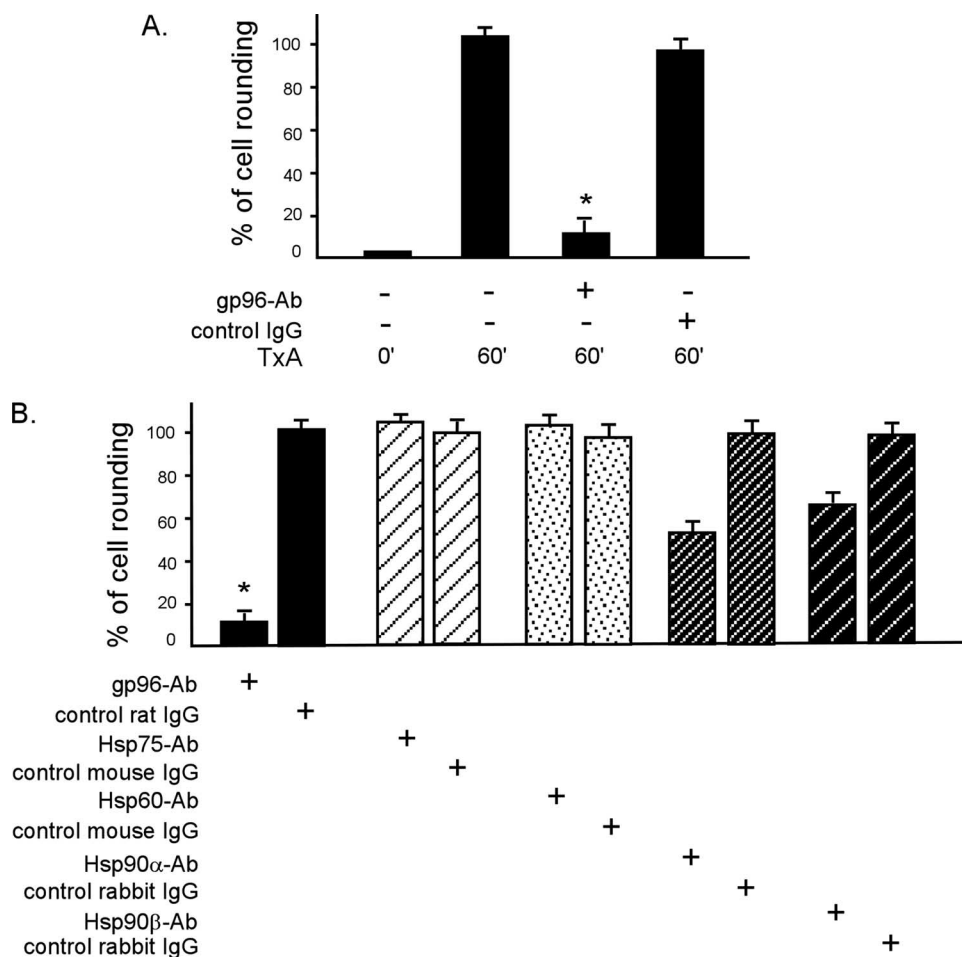 A.
% of cell rounding
100
80
60
40
20
0
*
gp96-Ab - - + -
control IgG - - - +
TxA 0' 60' 60' 60'
B.
% of cell rounding
100
80
60
40
20
0
*
gp96-Ab +
control rat IgG +
Hsp75-Ab +
control mouse IgG +
Hsp60-Ab +
control mouse IgG +
Hsp90α-Ab +
control rabbit IgG +
Hsp90β-Ab +
control rabbit IgG +